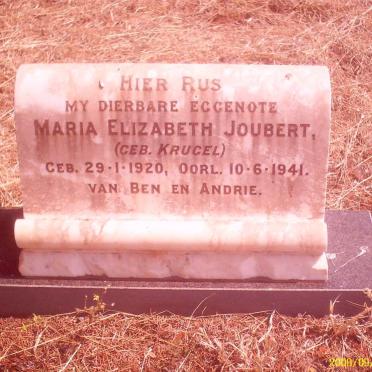 HIER RUS
MY DIERBARE EGGENOTE
MARIA ELIZABETH JOUBERT,
(GEB. KRUGEL)
GEB. 29·1·1920, OORL. 10·6·1941.
VAN BEN EN ANDRIE.